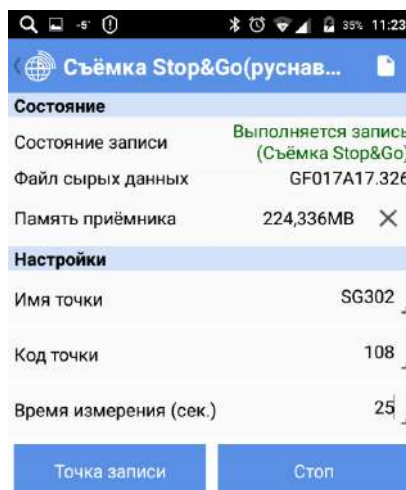 -5° 35% 11:23
Съёмка Stop&Go(руснав...
Состояние
Состояние записи Выполняется запись
(Съёмка Stop&Go)
Файл сырых данных GF017A17.326
Память приёмника 224,336MB
Настройки
Имя точки SG302
Код точки 108
Время измерения (сек.) 25
Точка записи Стоп